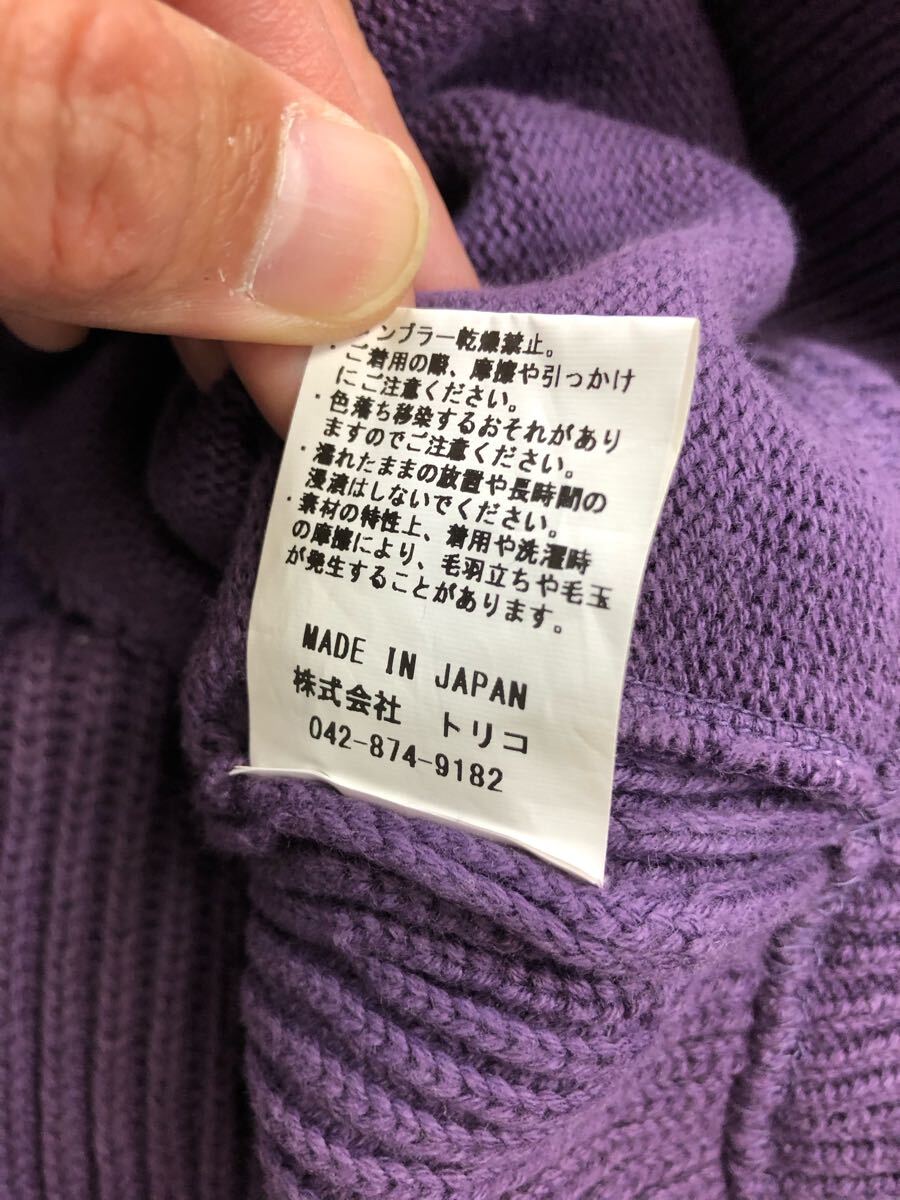 ンブラー乾燥禁止。
・ご着用の際、摩擦や引っかけ
にご注意ください。
・色落ち移染するおそれがあり
ますのでご注意ください。
・濡れたままの放置や長時間の
浸漬はしないでください。
・素材の特性上、着用や洗濯時
の摩擦により、毛羽立ちや毛玉
が発生することがあります。
MADE IN JAPAN
株式会社 トリコ
042-874-9182